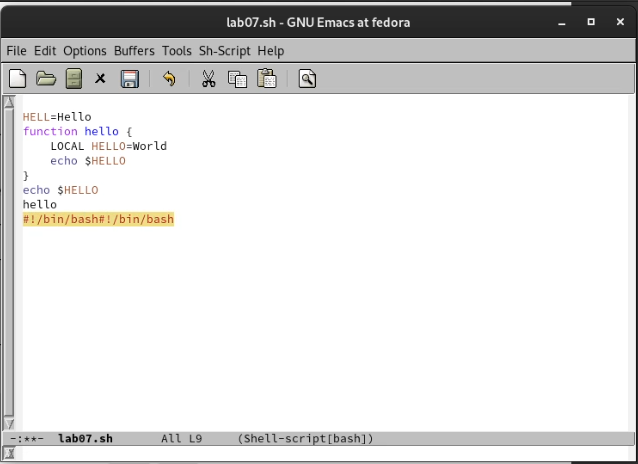 lab07.sh - GNU Emacs at fedora
File Edit Options Buffers Tools Sh-Script Help
HELL=Hello
function hello {
    LOCAL HELLO=World
    echo $HELLO
}
echo $HELLO
hello
#!/bin/bash#!/bin/bash
-:**-  lab07.sh       All L9     (Shell-script[bash])